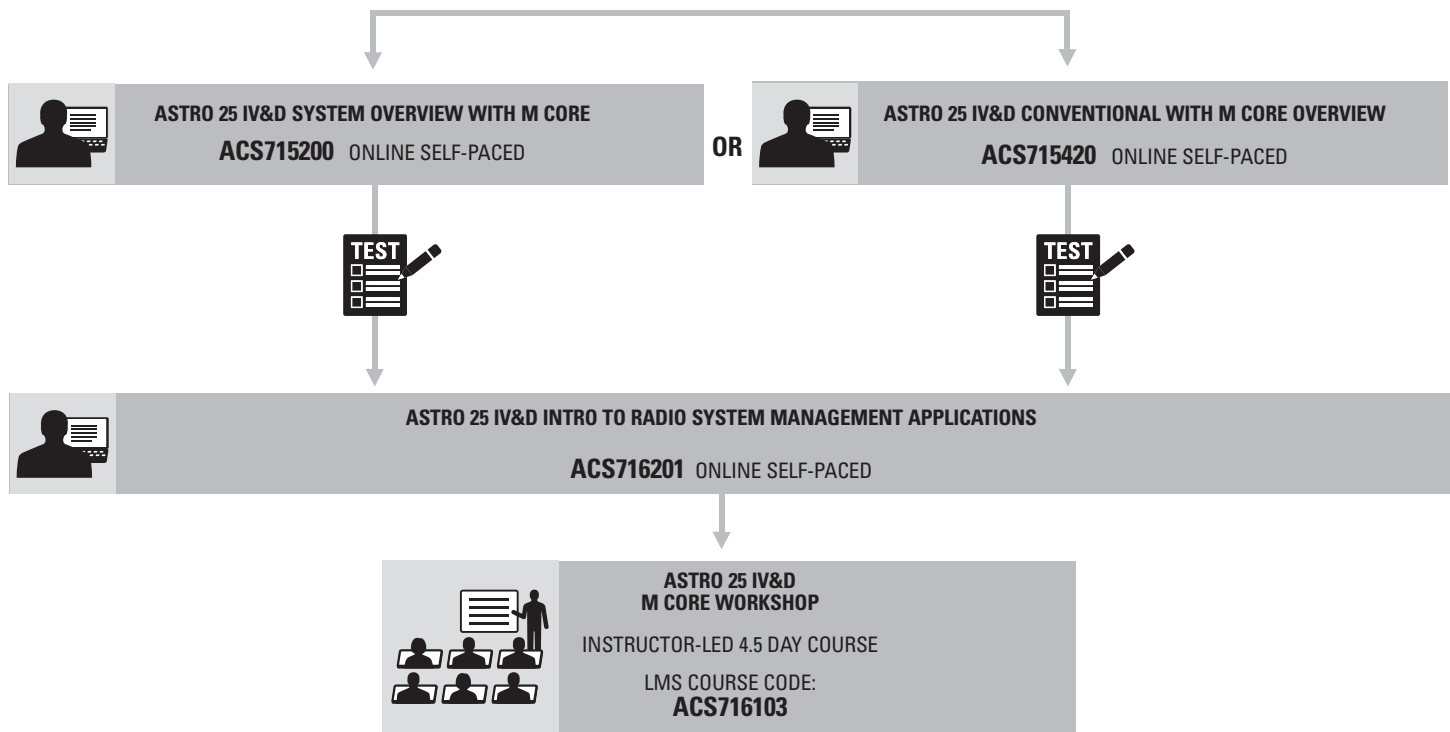 ASTRO 25 IV&D SYSTEM OVERVIEW WITH M CORE
ACS715200 ONLINE SELF-PACED
OR
ASTRO 25 IV&D CONVENTIONAL WITH M CORE OVERVIEW
ACS715420 ONLINE SELF-PACED
TEST
TEST
ASTRO 25 IV&D INTRO TO RADIO SYSTEM MANAGEMENT APPLICATIONS
ACS716201 ONLINE SELF-PACED
ASTRO 25 IV&D
M CORE WORKSHOP
INSTRUCTOR-LED 4.5 DAY COURSE
LMS COURSE CODE:
ACS716103